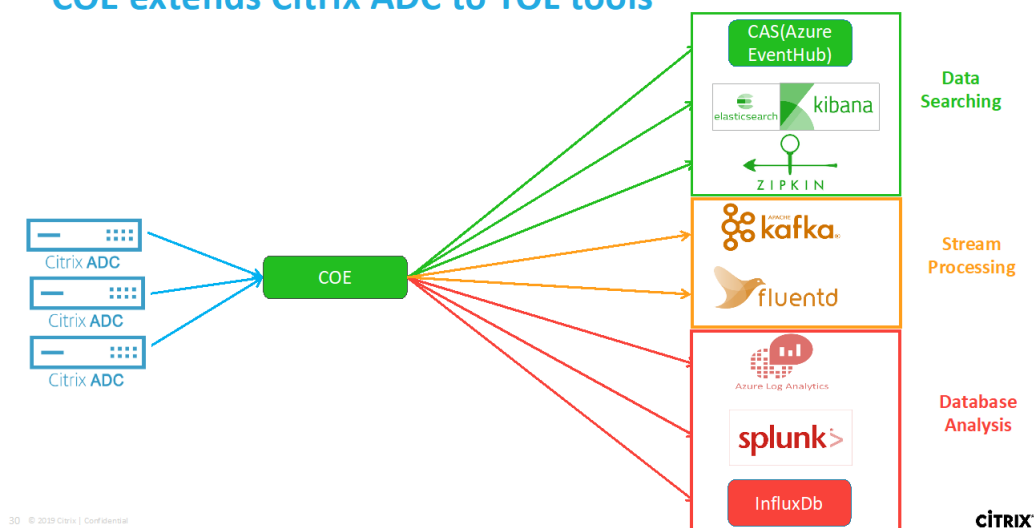 COE extends Citrix ADC to TOE tools
CAS(Azure
EventHub)
Data
Searching
elasticsearch
kibana
ZIPKIN
Citrix ADC
Citrix ADC
Citrix ADC
COE
APACHE
kafka
fluentd
Stream
Processing
Azure Log Analytics
splunk>
Database
Analysis
InfluxDb
30 © 2019 Citrix | Confidential
CİTRIX